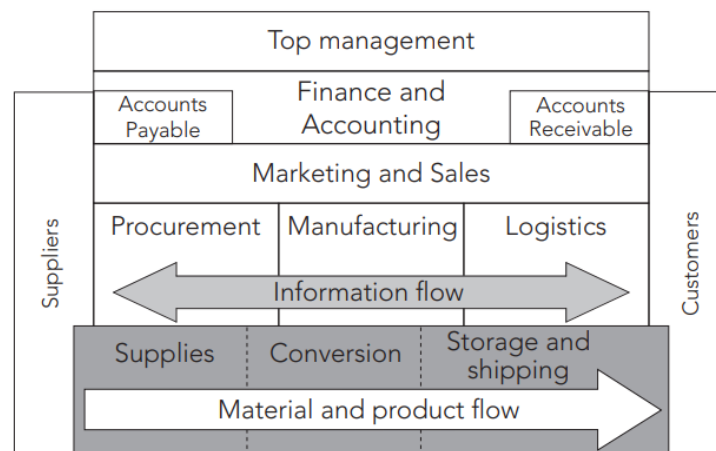 Top management
Finance and
Accounting
Accounts
Payable
Accounts
Receivable
Marketing and Sales
Suppliers
Procurement
Manufacturing
Logistics
Customers
Information flow
Supplies
Conversion
Storage and
shipping
Material and product flow